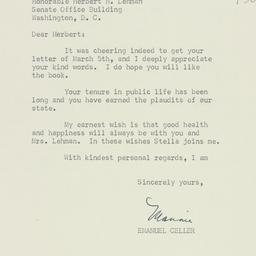 Honorable Herbert H. Lehman
Senate Office Building
Washington, D. C.
Dear Herbert:
It was cheering indeed to get your
letter of March 5th, and I deeply appreciate
your kind words. I do hope you will like
the book.
Your tenure in public life has been
long and you have earned the plaudits of our
state.
My earnest wish is that good health
and happiness will always be with you and
Mrs. Lehman. In these wishes Stella joins me.
With kindest personal regards, I am
Sincerely yours,
Mannie
EMANUEL CELLER